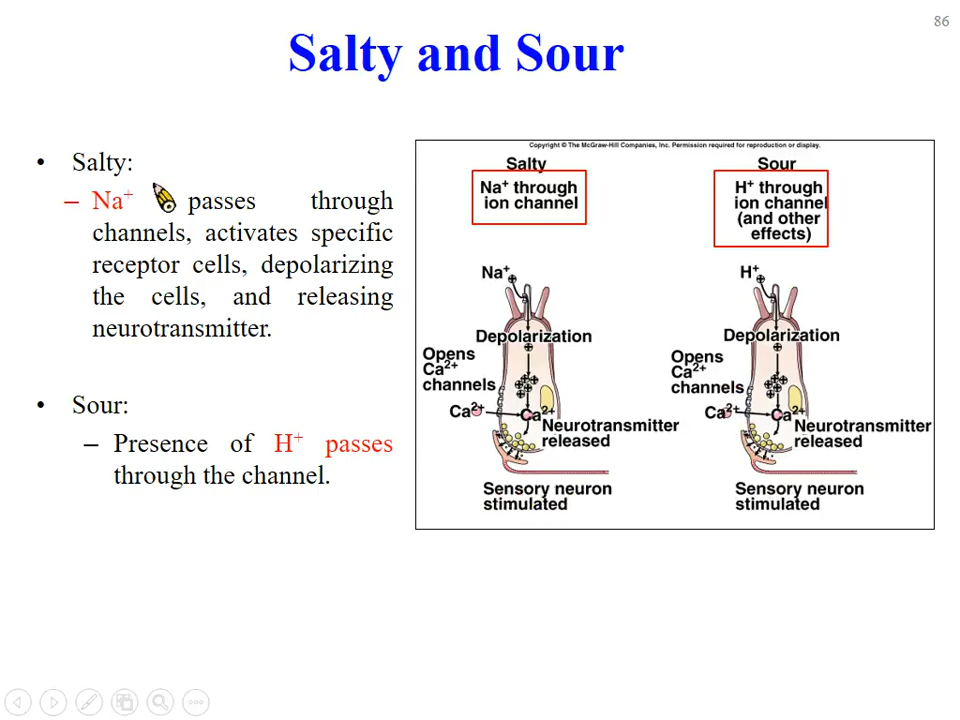 86
Salty and Sour
• Salty:
– Na⁺ passes through
channels, activates specific
receptor cells, depolarizing
the cells, and releasing
neurotransmitter.
• Sour:
– Presence of H⁺ passes
through the channel.
Copyright © The McGraw-Hill Companies, Inc. Permission required for reproduction or display.
Salty
Na⁺ through
ion channel
Na⁺
Depolarization
Opens
Ca²⁺
channels
Ca²⁺
Ca²⁺
Neurotransmitter
released
Sensory neuron
stimulated
Sour
H⁺ through
ion channel
(and other
effects)
H⁺
Depolarization
Opens
Ca²⁺
channels
Ca²⁺
Ca²⁺
Neurotransmitter
released
Sensory neuron
stimulated